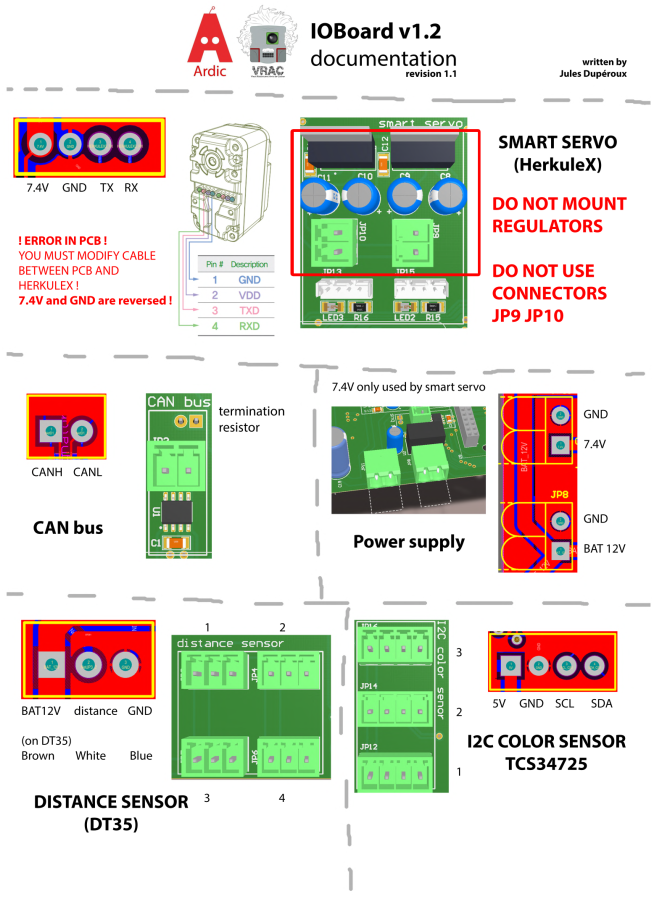 IOBoard v1.2
documentation
revision 1.1
Ardic
VRAC
written by
Jules Dupéroux
7.4V GND TX RX
! ERROR IN PCB !
YOU MUST MODIFY CABLE
BETWEEN PCB AND
HERKULEX !
7.4V and GND are reversed !
Pin # Description
1 GND
2 VDD
3 TXD
4 RXD
smart servo
C12
C11 C10 C9 C8
JP10 JP9
JP13 JP15
LED3 R16 LED2 R15
SMART SERVO
(HerkuleX)
DO NOT MOUNT
REGULATORS
DO NOT USE
CONNECTORS
JP9 JP10
CANH CANL
CAN bus
CAN bus
termination
resistor
U1
C1
7.4V only used by smart servo
Power supply
BAT_12V
GND
7.4V
JP8
GND
BAT 12V
BAT12V distance GND
(on DT35)
Brown White Blue
DISTANCE SENSOR
(DT35)
1 2
distance sensor
JP4
JP6
3 4
I2C color senor
JP16
3
JP14
2
JP12
1
5V GND SCL SDA
I2C COLOR SENSOR
TCS34725